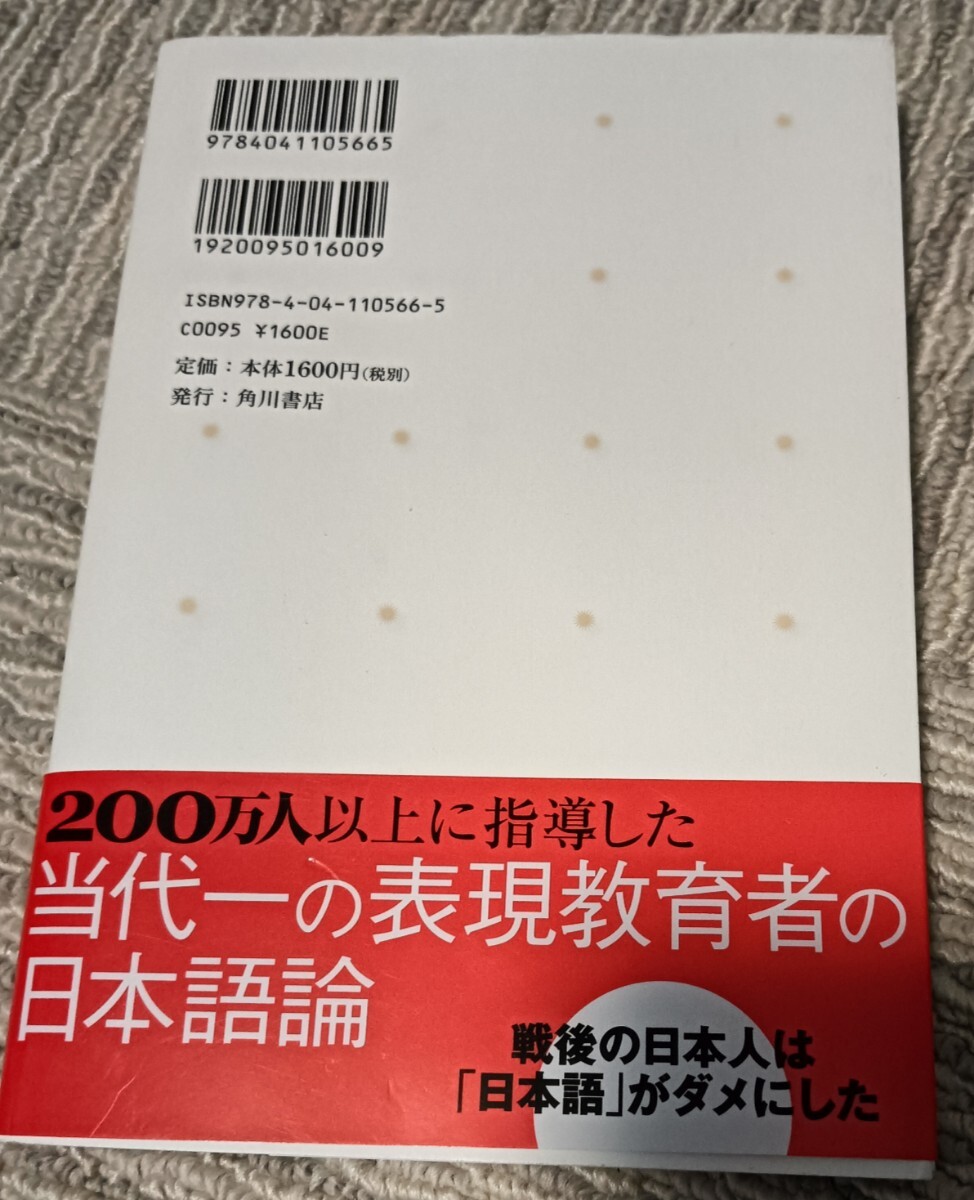 9784041105665
1920095016009
ISBN978-4-04-110566-5
C0095 ¥1600E
定価：本体1600円（税別）
発行：角川書店
200万人以上に指導した
当代一の表現教育者の
日本語論
戦後の日本人は
「日本語」がダメにした